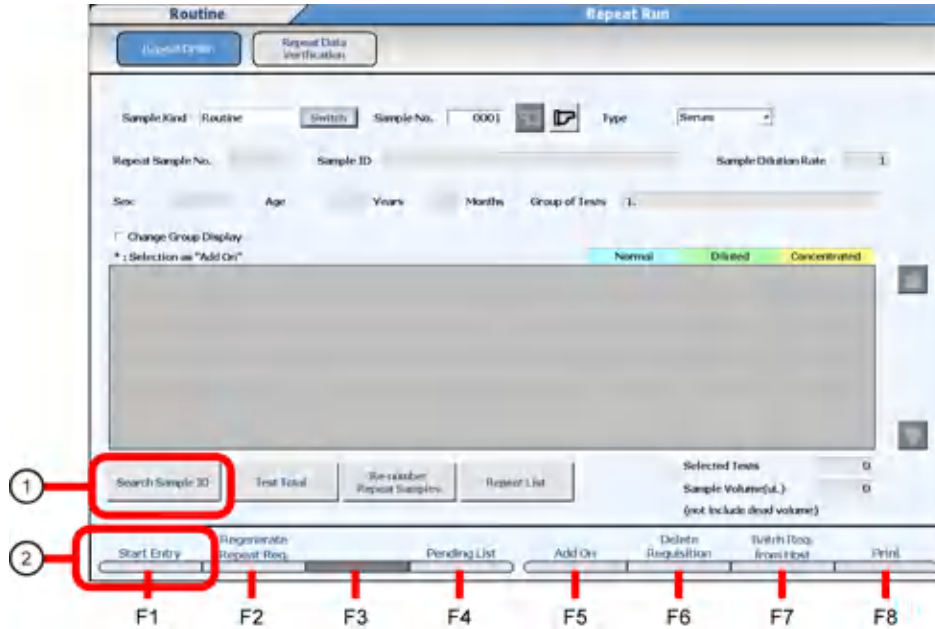 Routine
Repeat Run
Repeat Order
Repeat Data
Verification
Sample Kind Routine Switch Sample No. 0001 Type Serum
Repeat Sample No. Sample ID Sample Dilution Rate 1
Sex Age Years Months Group of Tests 1.
Change Group Display
* : Selection as "Add On"
Normal Diluted Concentrated
1
Search Sample ID
Test Total
Re-number
Repeat Samples
Repeat List
Selected Tests 0
Sample Volume(uL) 0
(not include dead volume)
2
Start Entry
Regenerate
Repeat Req.
Pending List
Add On
Delete
Requisition
Batch Req.
from Host
Print
F1 F2 F3 F4 F5 F6 F7 F8